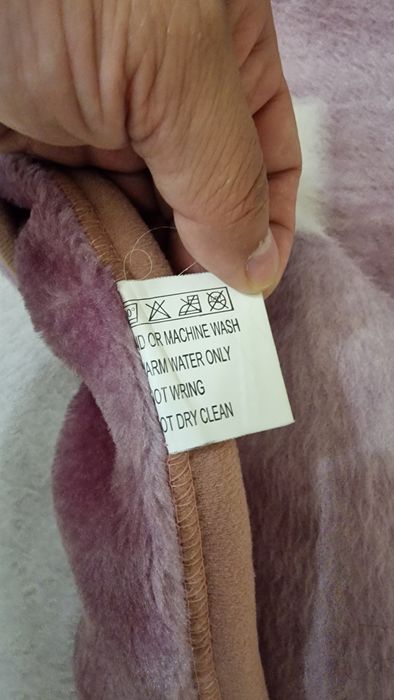 ND OR MACHINE WASH
ARM WATER ONLY
OT WRING
OT DRY CLEAN